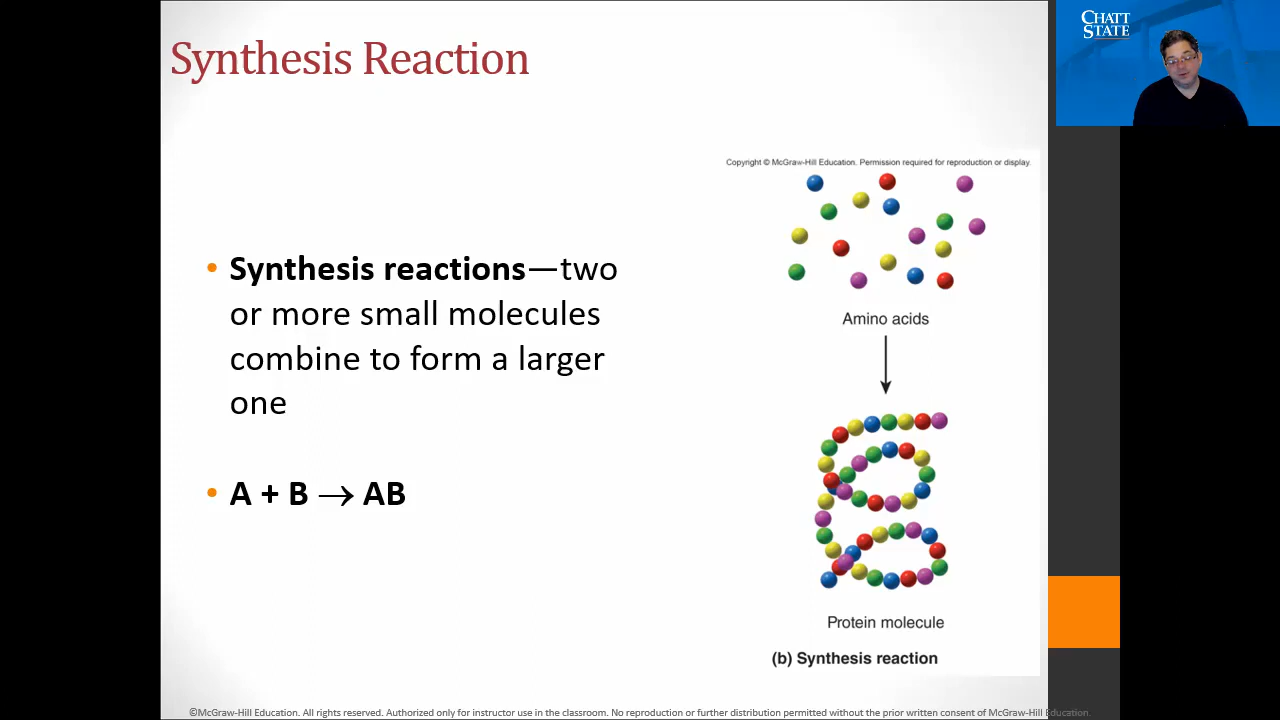 CHATT
STATE
Synthesis Reaction
Copyright © McGraw-Hill Education. Permission required for reproduction or display.
• Synthesis reactions—two
or more small molecules
combine to form a larger
one
• A + B → AB
Amino acids
Protein molecule
(b) Synthesis reaction
©McGraw-Hill Education. All rights reserved. Authorized only for instructor use in the classroom. No reproduction or further distribution permitted without the prior written consent of McGraw-Hill Education.